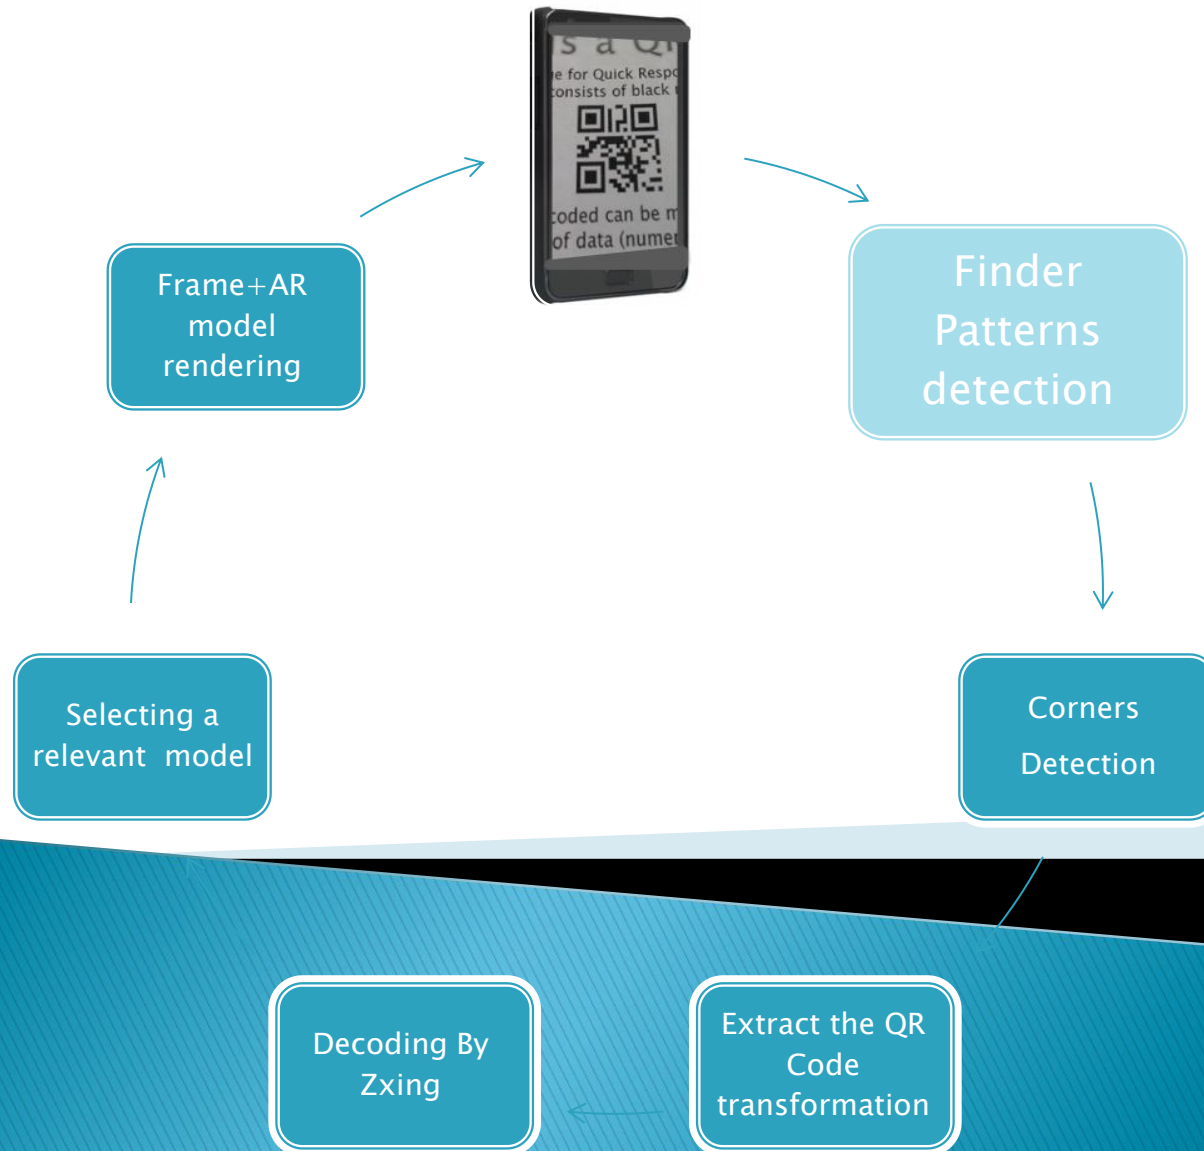 s a QR
e for Quick Respo
consists of black
coded can be m
of data (numer
Finder
Patterns
detection
Corners
Detection
Extract the QR
Code
transformation
Decoding By
Zxing
Selecting a
relevant model
Frame+AR
model
rendering